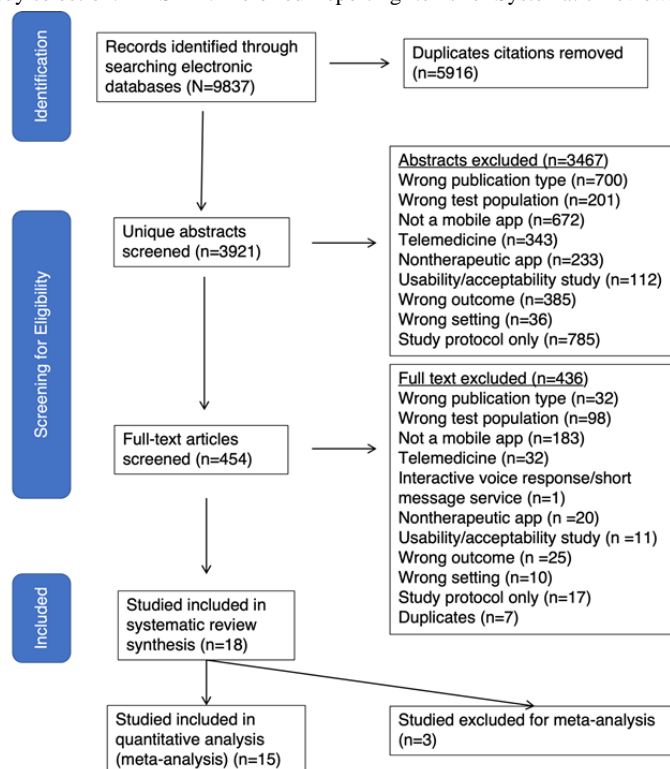 Identification
Records identified through
searching electronic
databases (N=9837)
Duplicates citations removed
(n=5916)
Screening for Eligibility
Unique abstracts
screened (n=3921)
Abstracts excluded (n=3467)
Wrong publication type (n=700)
Wrong test population (n=201)
Not a mobile app (n=672)
Telemedicine (n=343)
Nontherapeutic app (n=233)
Usability/acceptability study (n=112)
Wrong outcome (n=385)
Wrong setting (n=36)
Study protocol only (n=785)
Full-text articles
screened (n=454)
Full text excluded (n=436)
Wrong publication type (n=32)
Wrong test population (n=98)
Not a mobile app (n=183)
Telemedicine (n=32)
Interactive voice response/short
message service (n=1)
Nontherapeutic app (n =20)
Usability/acceptability study (n =11)
Wrong outcome (n =25)
Wrong setting (n=10)
Study protocol only (n=17)
Duplicates (n=7)
Included
Studied included in
systematic review
synthesis (n=18)
Studied included in
quantitative analysis
(meta-analysis) (n=15)
Studied excluded for meta-analysis
(n=3)